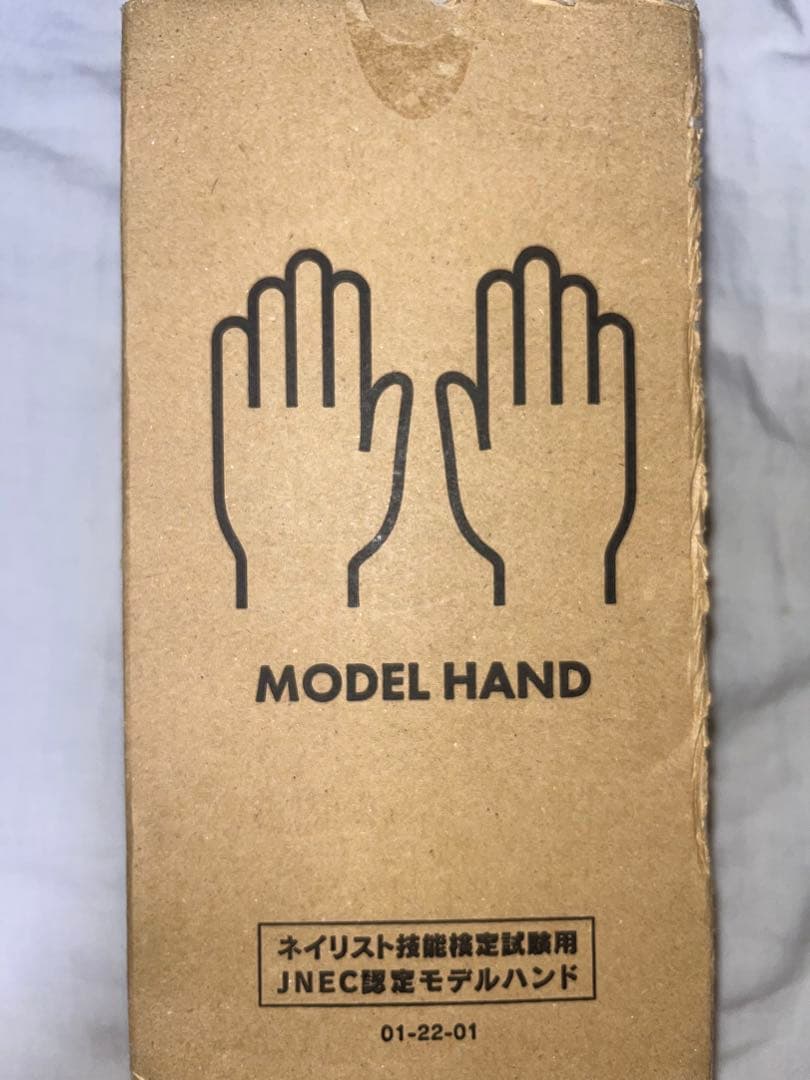 MODEL HAND
ネイリスト技能検定試験用
JNEC認定モデルハンド
01-22-01